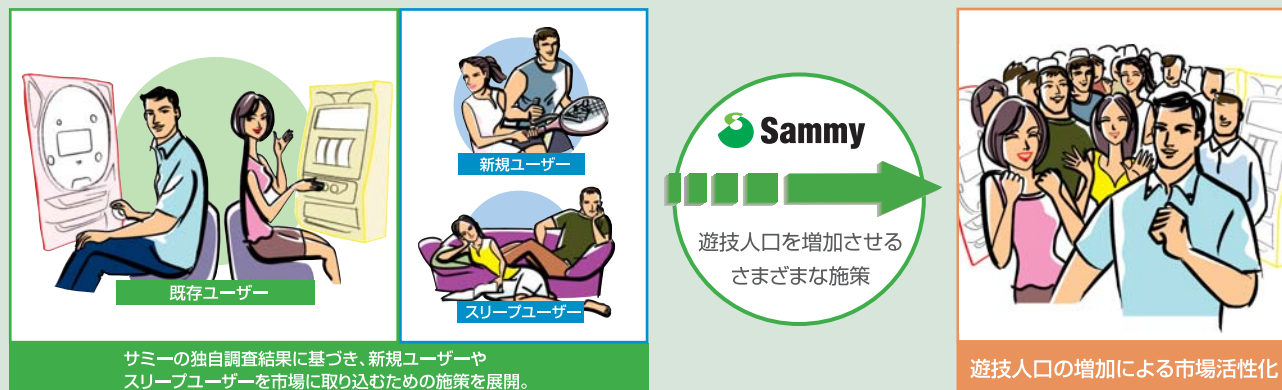 既存ユーザー
新規ユーザー
スリープユーザー
サミーの独自調査結果に基づき、新規ユーザーや
スリープユーザーを市場に取り込むための施策を展開。
Sammy
遊技人口を増加させる
さまざまな施策
遊技人口の増加による市場活性化